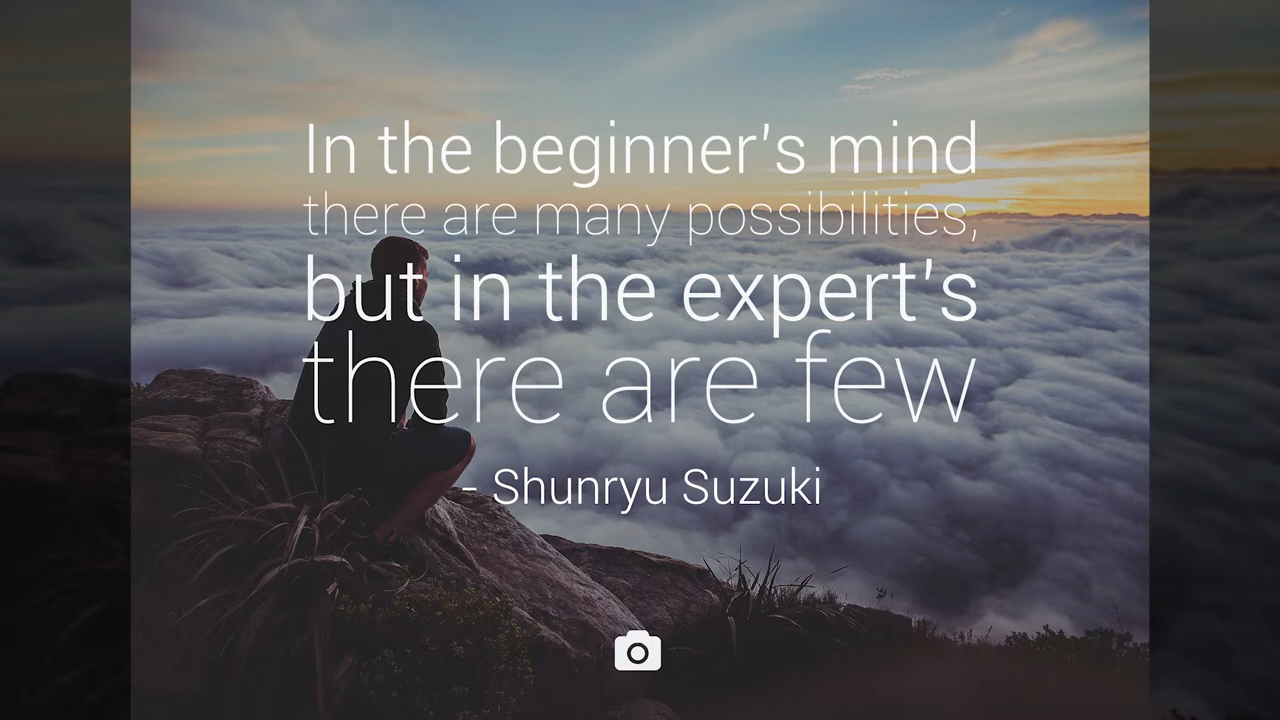 In the beginner's mind
there are many possibilities,
but in the expert's
there are few
- Shunryu Suzuki